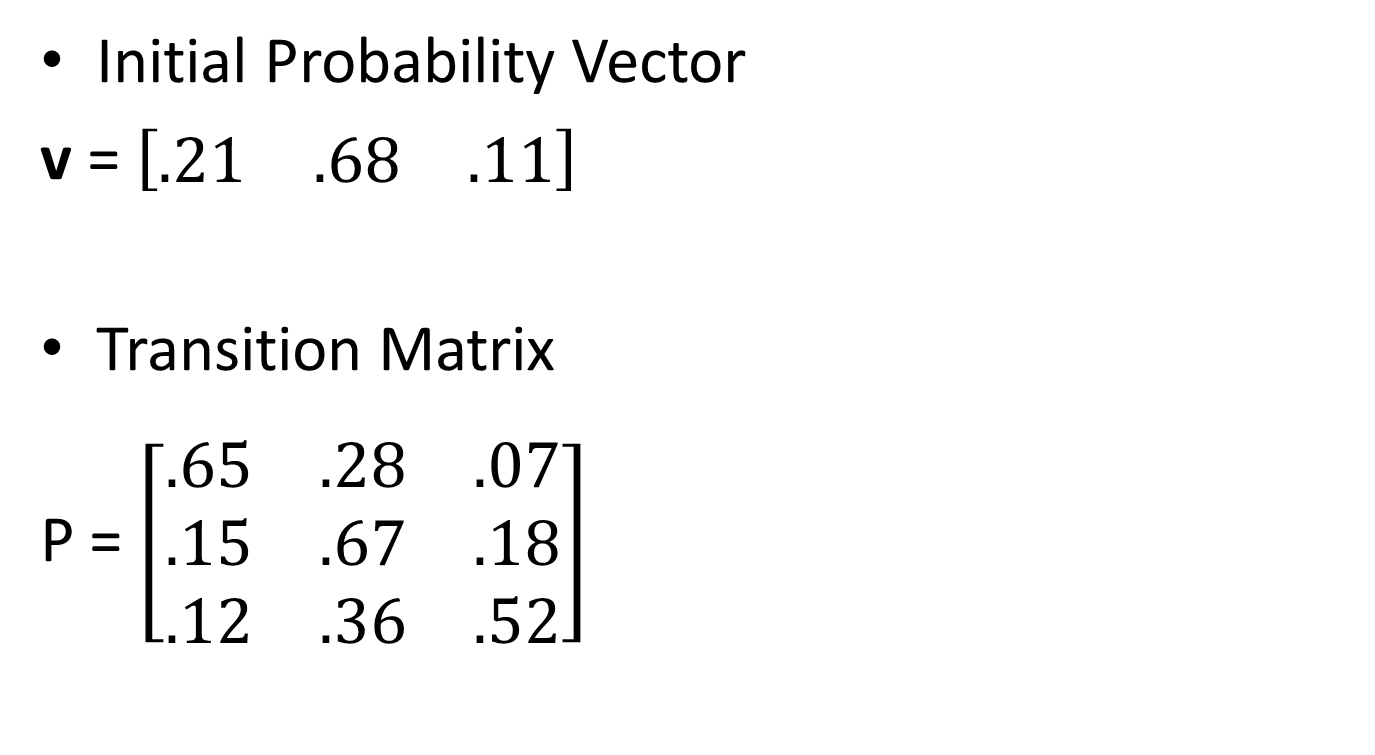 • Initial Probability Vector
v = [.21 .68 .11]
• Transition Matrix
P = [.65 .28 .07
.15 .67 .18
.12 .36 .52]